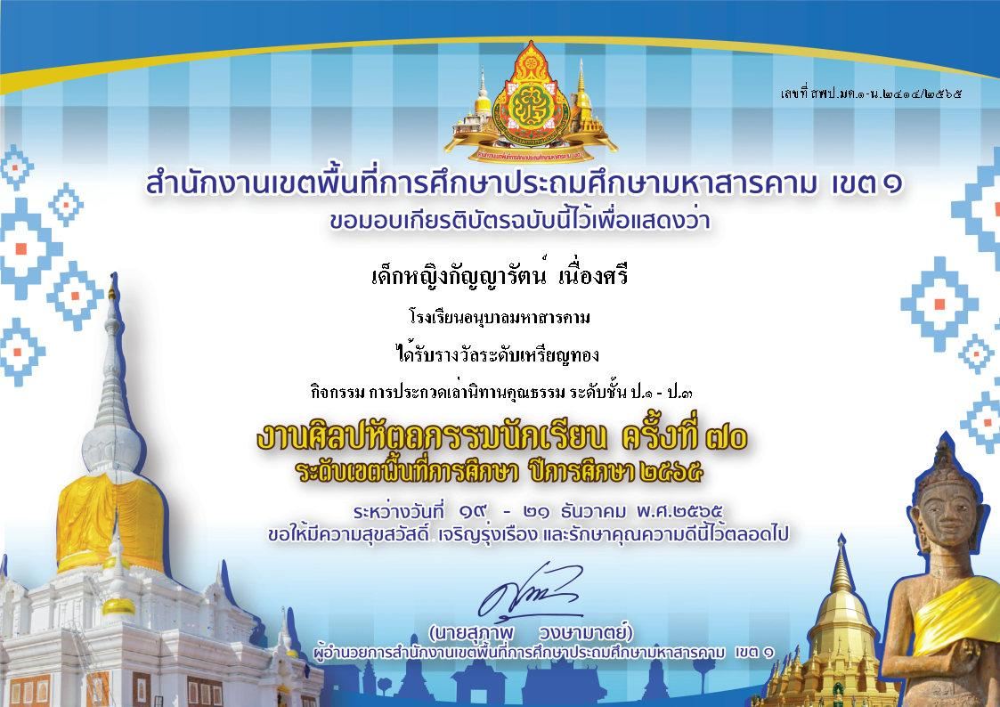 เลขที่ สพป.มค.๑-น.๒๔๑๔/๒๕๖๕
สำนักงานเขตพื้นที่การศึกษาประถมศึกษามหาสารคาม เขต ๑
ขอมอบเกียรติบัตรฉบับนี้ไว้เพื่อแสดงว่า
เด็กหญิงกัญญารัตน์ เนื่องศรี
โรงเรียนอนุบาลมหาสารคาม
ได้รับรางวัลระดับเหรียญทอง
กิจกรรม การประกวดเล่านิทานคุณธรรม ระดับชั้น ป.๑ - ป.๓
งานศิลปหัตถกรรมนักเรียน ครั้งที่ ๗๐
ระดับเขตพื้นที่การศึกษา ปีการศึกษา ๒๕๖๕
ระหว่างวันที่ ๑๙ - ๒๑ ธันวาคม พ.ศ.๒๕๖๕
ขอให้มีความสุขสวัสดิ์ เจริญรุ่งเรือง และรักษาคุณความดีนี้ไว้ตลอดไป
(นายสุภาพ วงษามาตย์)
ผู้อำนวยการสำนักงานเขตพื้นที่การศึกษาประถมศึกษามหาสารคาม เขต ๑